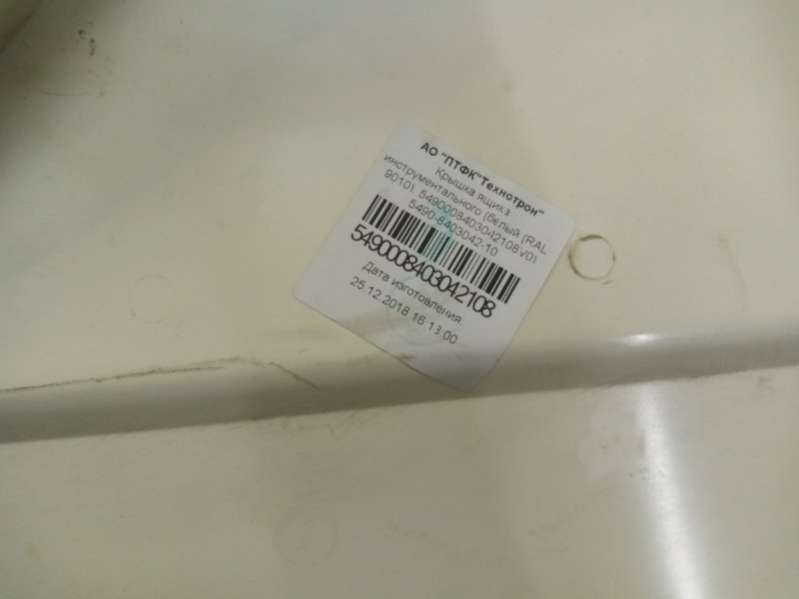 АО "ПТФК"Технотрон"
Крышка ящика
инструментального (белый (RAL
9010), 5490008403042108V0)
5490-8403042-10
5490008403042108
Дата изготовления:
25.12.2018 16:13:00